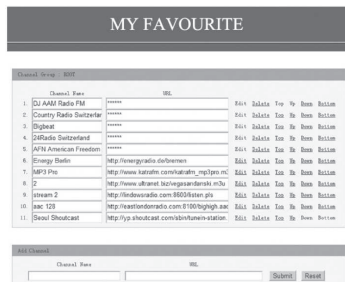 MY FAVOURITE
Channel Group : ROOT
Channel Name URL
1. DJ AAM Radio FM ****** Edit Delete Top Up Down Bottom
2. Country Radio Switzerlar ****** Edit Delete Top Up Down Bottom
3. Bigbeat ****** Edit Delete Top Up Down Bottom
4. 24Radio Switzerland ****** Edit Delete Top Up Down Bottom
5. AFN American Freedom ****** Edit Delete Top Up Down Bottom
6. Energy Berlin http://energyradio.de/bremen Edit Delete Top Up Down Bottom
7. MP3 Pro http://www.katrafm.com/katrafm_mp3pro.m3 Edit Delete Top Up Down Bottom
8. 2 http://www.ultranet.biz/vegasandarski.m3u Edit Delete Top Up Down Bottom
9. stream 2 http://lindowsradio.com:8600/listen.pls Edit Delete Top Up Down Bottom
10. aac 128 http://eastlondonradio.com:8100/bighigh.aac Edit Delete Top Up Down Bottom
11. Seoul Shoutcast http://yp.shoutcast.com/sbin/tunein-station. Edit Delete Top Up Down Bottom
Add Channel
Channel Name URL
Submit Reset